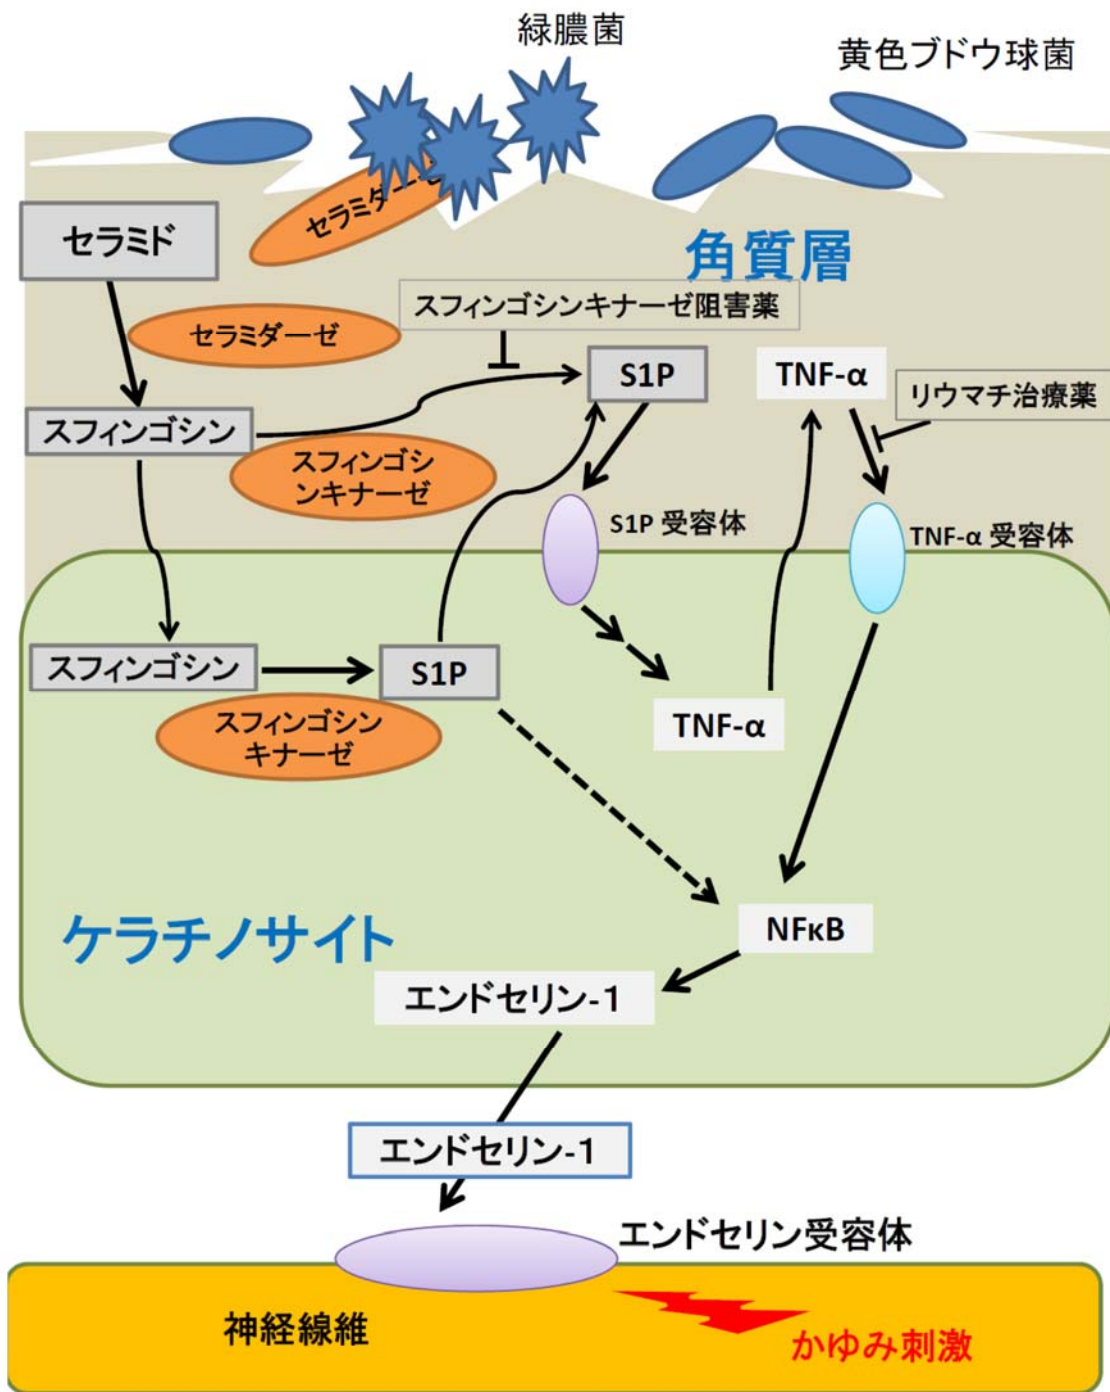 緑膿菌
黄色ブドウ球菌
セラミダーゼ
セラミド
角質層
スフィンゴシンキナーゼ阻害薬
セラミダーゼ
S1P
TNF-α
リウマチ治療薬
スフィンゴシン
スフィンゴシ
ンキナーゼ
S1P 受容体
TNF-α 受容体
スフィンゴシン
S1P
スフィンゴシン
キナーゼ
TNF-α
ケラチノサイト
NFκB
エンドセリン-1
エンドセリン-1
エンドセリン受容体
神経線維
かゆみ刺激